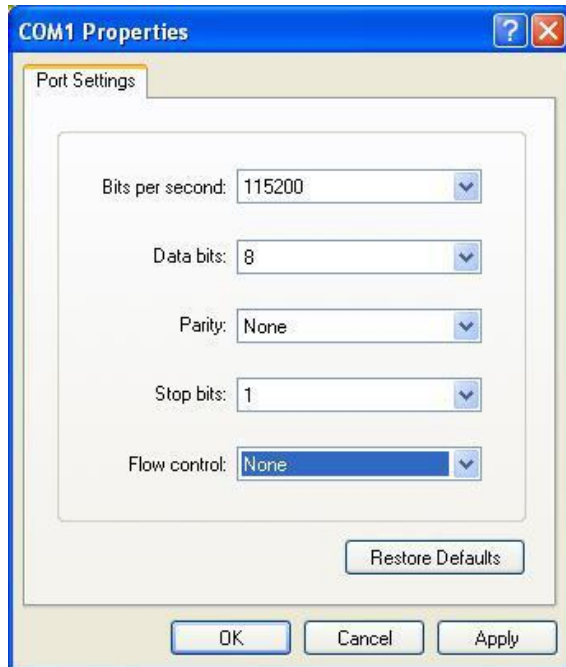 COM1 Properties
Port Settings
Bits per second: 115200
Data bits: 8
Parity: None
Stop bits: 1
Flow control: None
Restore Defaults
OK Cancel Apply